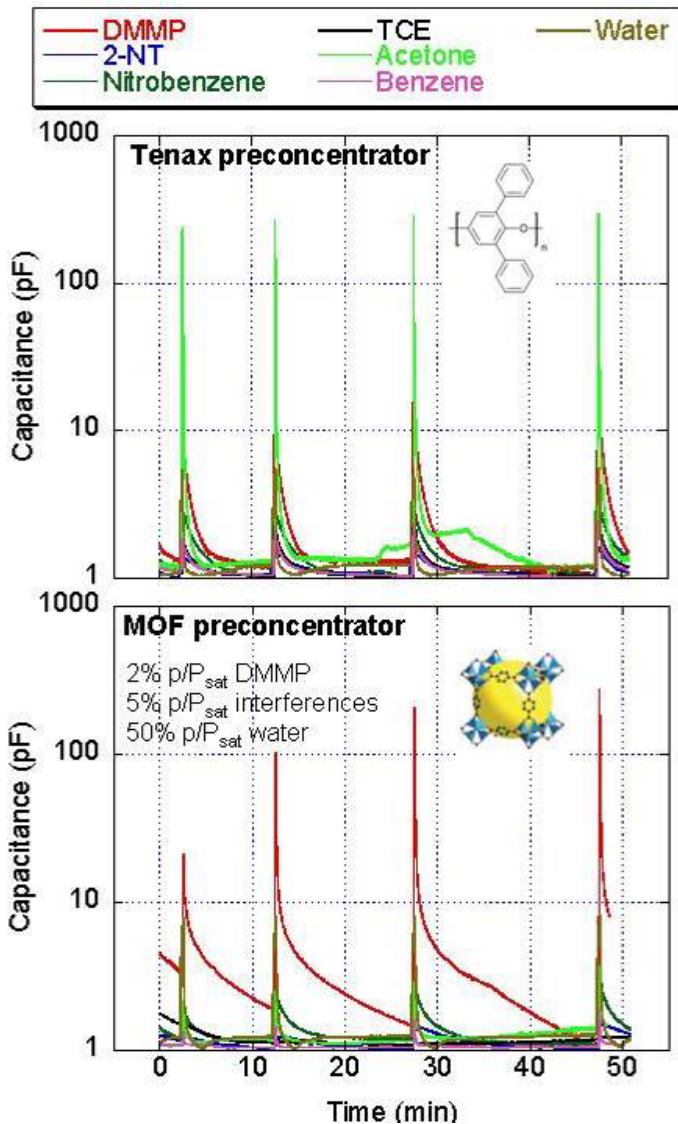 DMMP TCE Water
2-NT Acetone
Nitrobenzene Benzene
Tenax preconcentrator
1000
100
10
1
Capacitance (pF)
O
n
MOF preconcentrator
2% p/Psat DMMP
5% p/Psat interferences
50% p/Psat water
1000
100
10
1
Capacitance (pF)
0 10 20 30 40 50
Time (min)